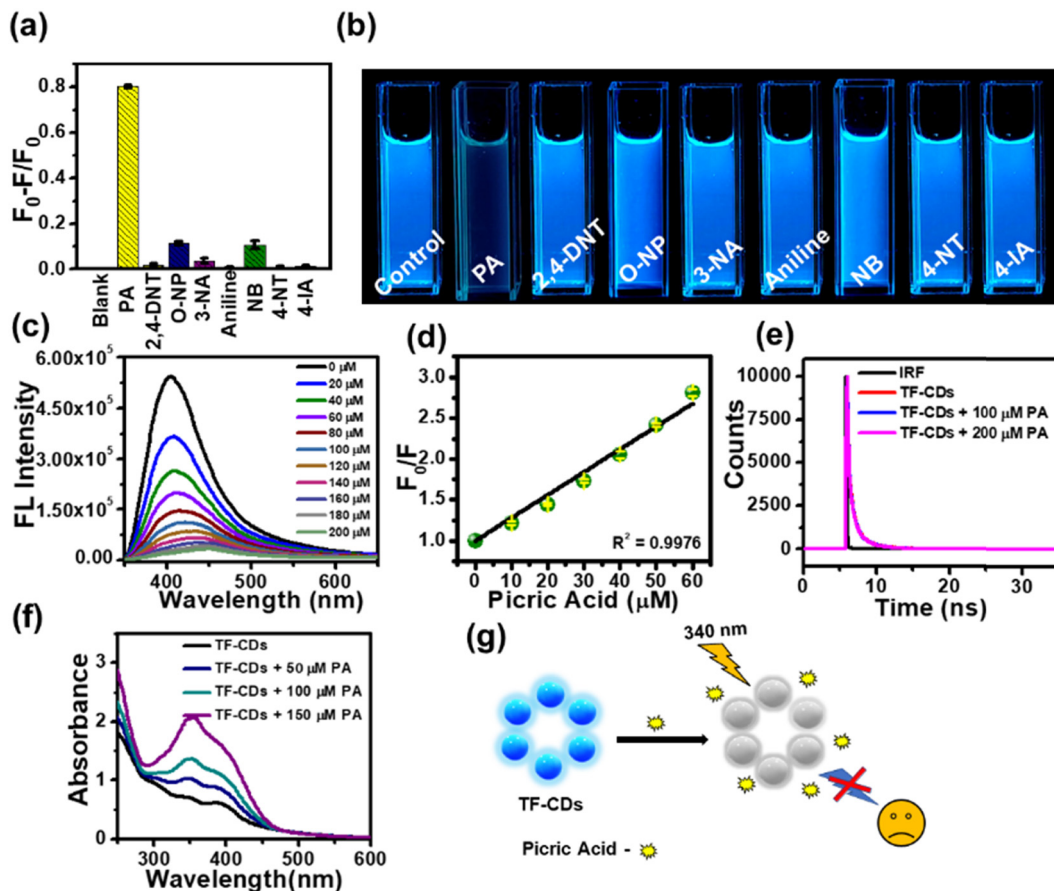 (a)
F₀-F/F₀
0.8
0.6
0.4
0.2
0.0
Blank
PA
2,4-DNT
O-NP
3-NA
Aniline
NB
4-NT
4-IA
(b)
Control
PA
2,4-DNT
O-NP
3-NA
Aniline
NB
4-NT
4-IA
(c)
FL Intensity
6.00x10⁵
4.50x10⁵
3.00x10⁵
1.50x10⁵
0.00
400 500 600
Wavelength (nm)
0 µM
20 µM
40 µM
60 µM
80 µM
100 µM
120 µM
140 µM
160 µM
180 µM
200 µM
(d)
F₀/F
3.0
2.5
2.0
1.5
1.0
0 10 20 30 40 50 60
Picric Acid (µM)
R² = 0.9976
(e)
Counts
10000
7500
5000
2500
0
0 10 20 30
Time (ns)
IRF
TF-CDs
TF-CDs + 100 µM PA
TF-CDs + 200 µM PA
(f)
Absorbance
3
2
1
0
300 400 500 600
Wavelength(nm)
TF-CDs
TF-CDs + 50 µM PA
TF-CDs + 100 µM PA
TF-CDs + 150 µM PA
(g)
340 nm
TF-CDs
Picric Acid -